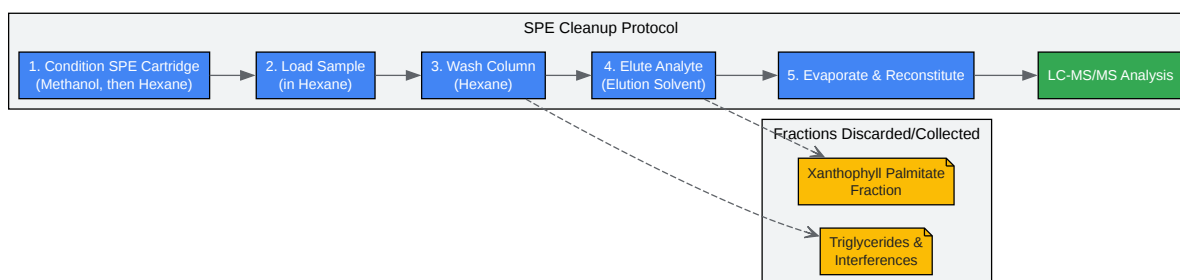 SPE Cleanup Protocol
1. Condition SPE Cartridge
(Methanol, then Hexane)
2. Load Sample
(in Hexane)
3. Wash Column
(Hexane)
4. Elute Analyte
(Elution Solvent)
5. Evaporate & Reconstitute
LC-MS/MS Analysis
Fractions Discarded/Collected
Xanthophyll Palmitate
Fraction
Triglycerides &
Interferences